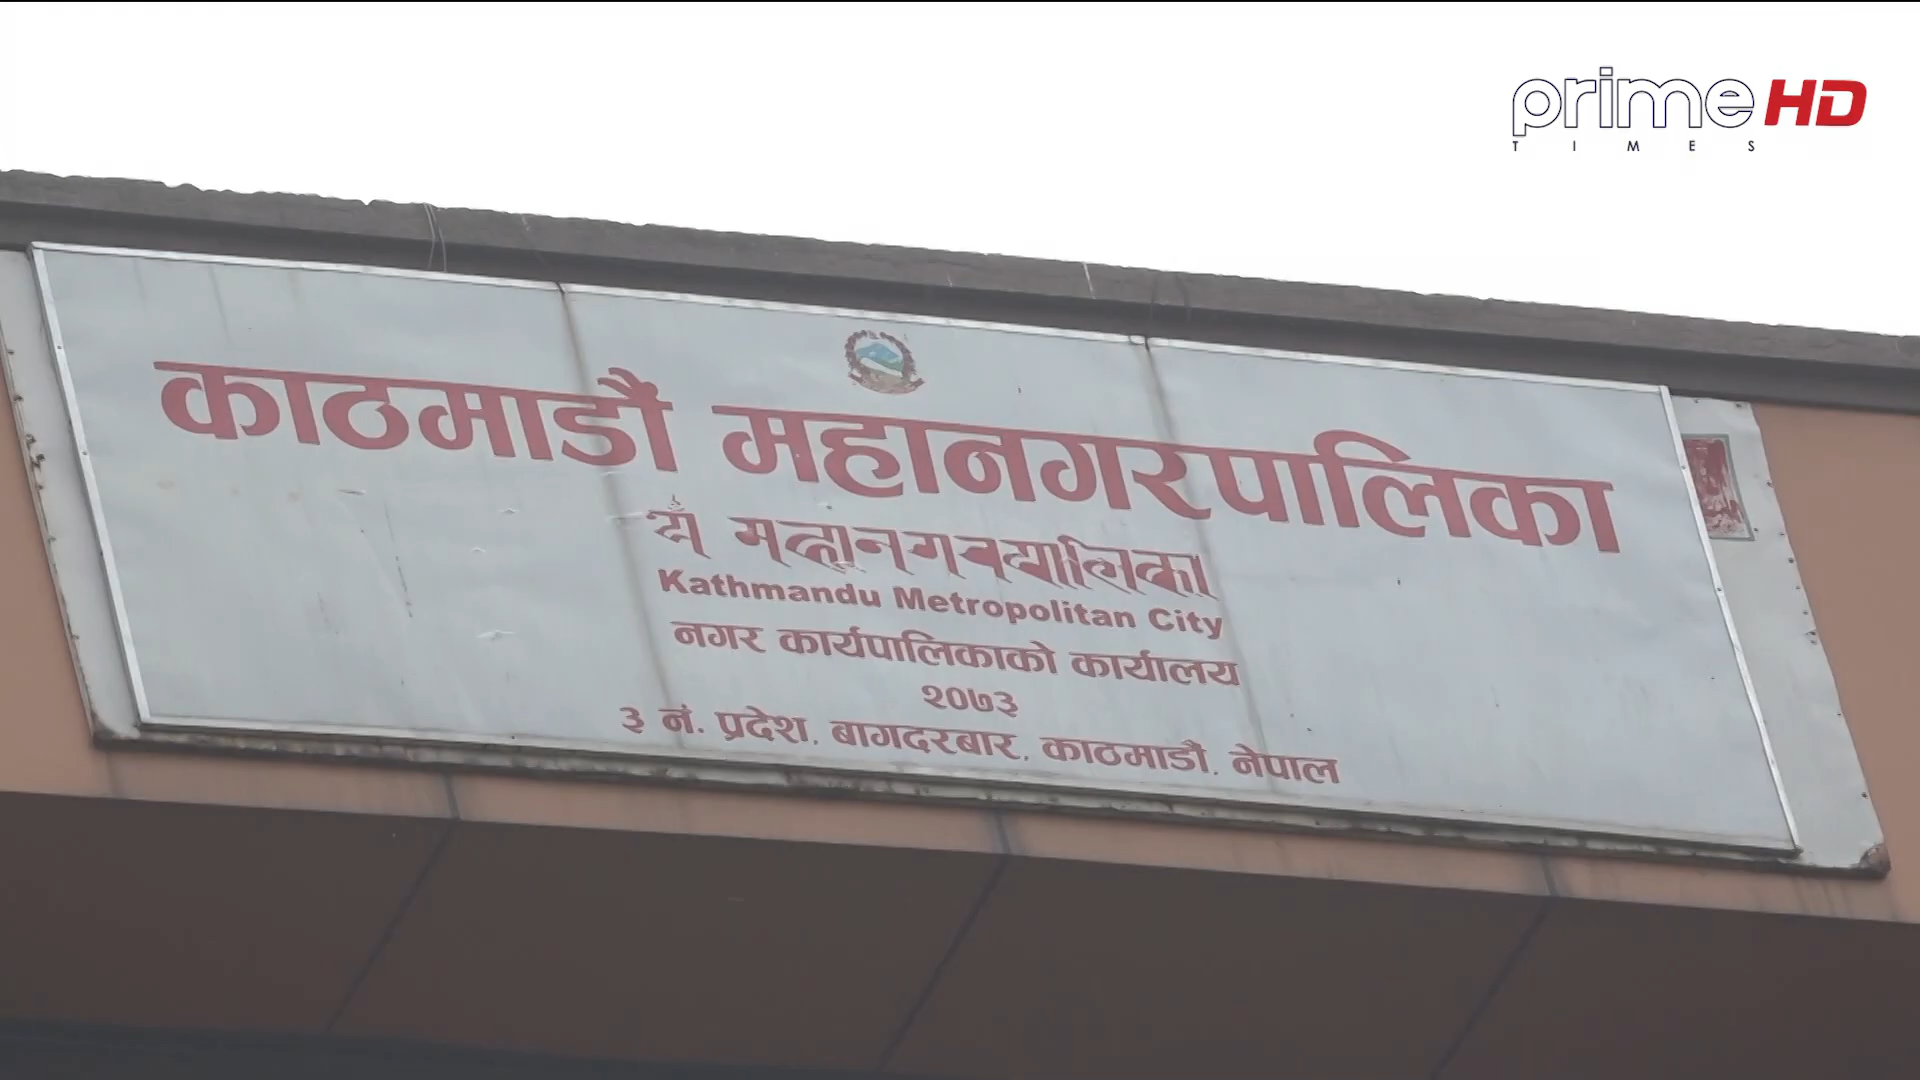 prime HD
TIMES
काठमाडौं महानगरपालिका
Kathmandu Metropolitan City
नगर कार्यपालिकाको कार्यालय
२०७३
३ नं. प्रदेश, बागदरबार, काठमाडौं, नेपाल